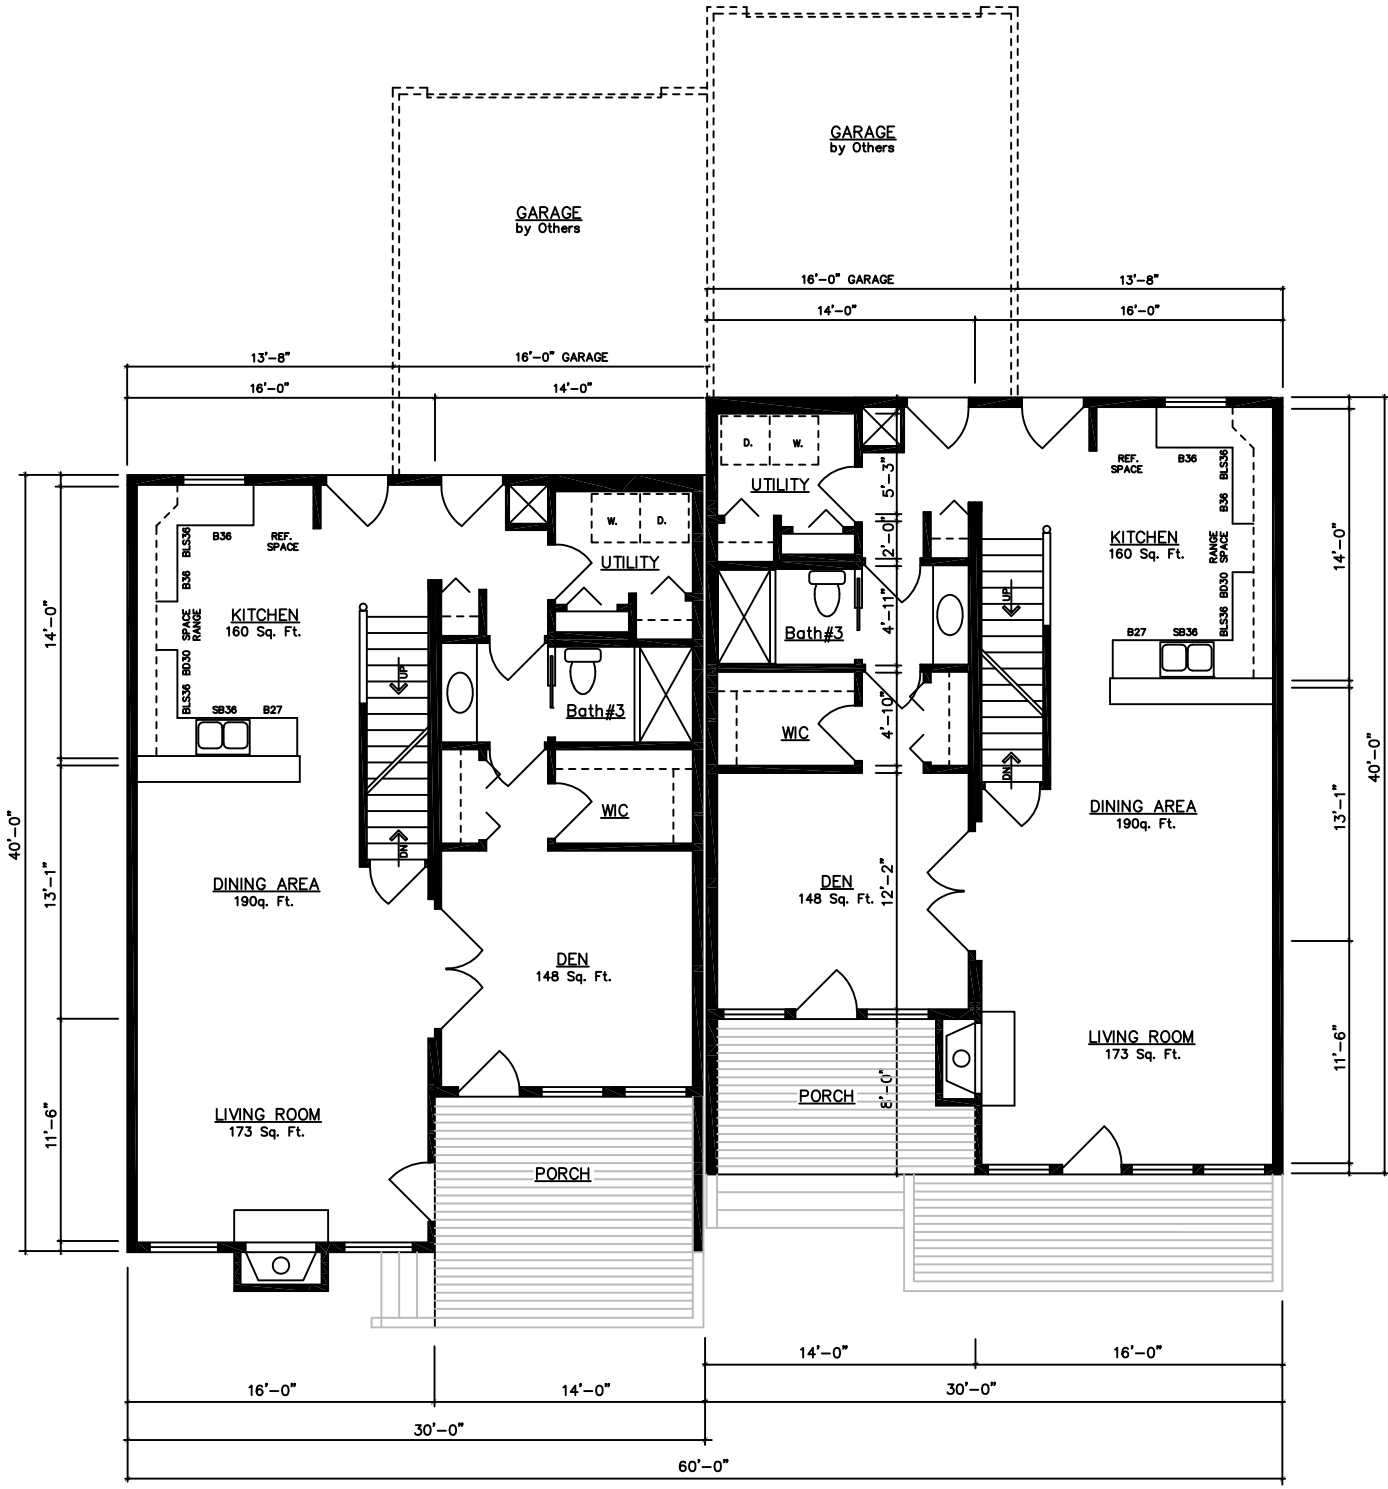 GARAGE
by Others
GARAGE
by Others
16'-0" GARAGE
13'-8"
14'-0"
16'-0"
13'-8"
16'-0" GARAGE
16'-0"
14'-0"
D.
W.
UTILITY
5'-3"
2'-0"
4'-11"
4'-10"
12'-2"
8'-0"
REF.
SPACE
B36
BLS36
B36
RANGE
SPACE
BD30
BLS36
KITCHEN
160 Sq. Ft.
B27
SB36
14'-0"
13'-1"
11'-6"
40'-0"
Bath#3
WIC
UP
DN
DINING AREA
190q. Ft.
DEN
148 Sq. Ft.
LIVING ROOM
173 Sq. Ft.
PORCH
BLS36
B36
REF.
SPACE
B36
SPACE
RANGE
BD30
BLS36
KITCHEN
160 Sq. Ft.
SB36
B27
W.
D.
UTILITY
UP
DN
Bath#3
WIC
14'-0"
13'-1"
11'-6"
40'-0"
DINING AREA
190q. Ft.
DEN
148 Sq. Ft.
LIVING ROOM
173 Sq. Ft.
PORCH
14'-0"
16'-0"
16'-0"
14'-0"
30'-0"
30'-0"
60'-0"